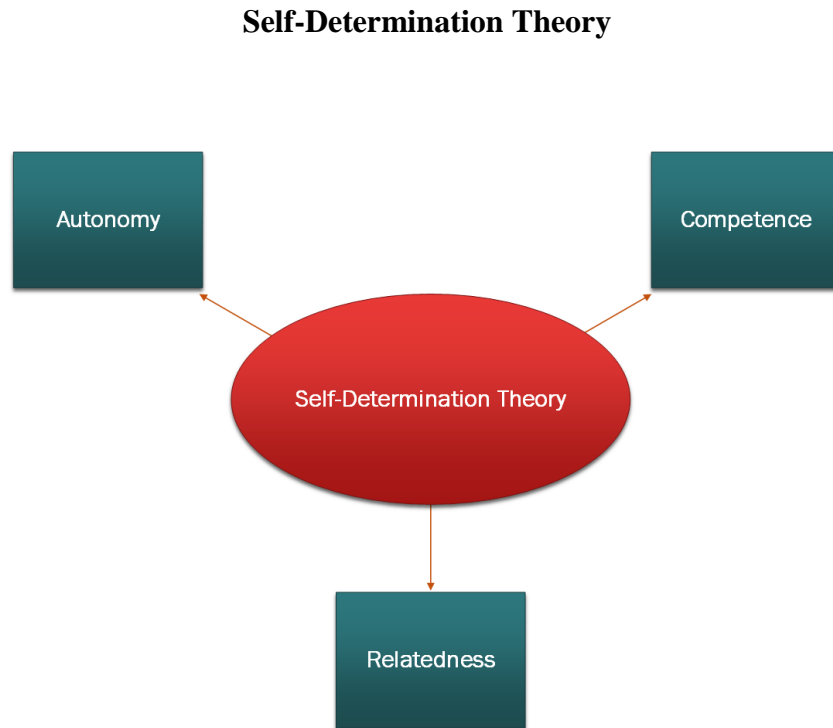 Self-Determination Theory
Autonomy
Competence
Self-Determination Theory
Relatedness